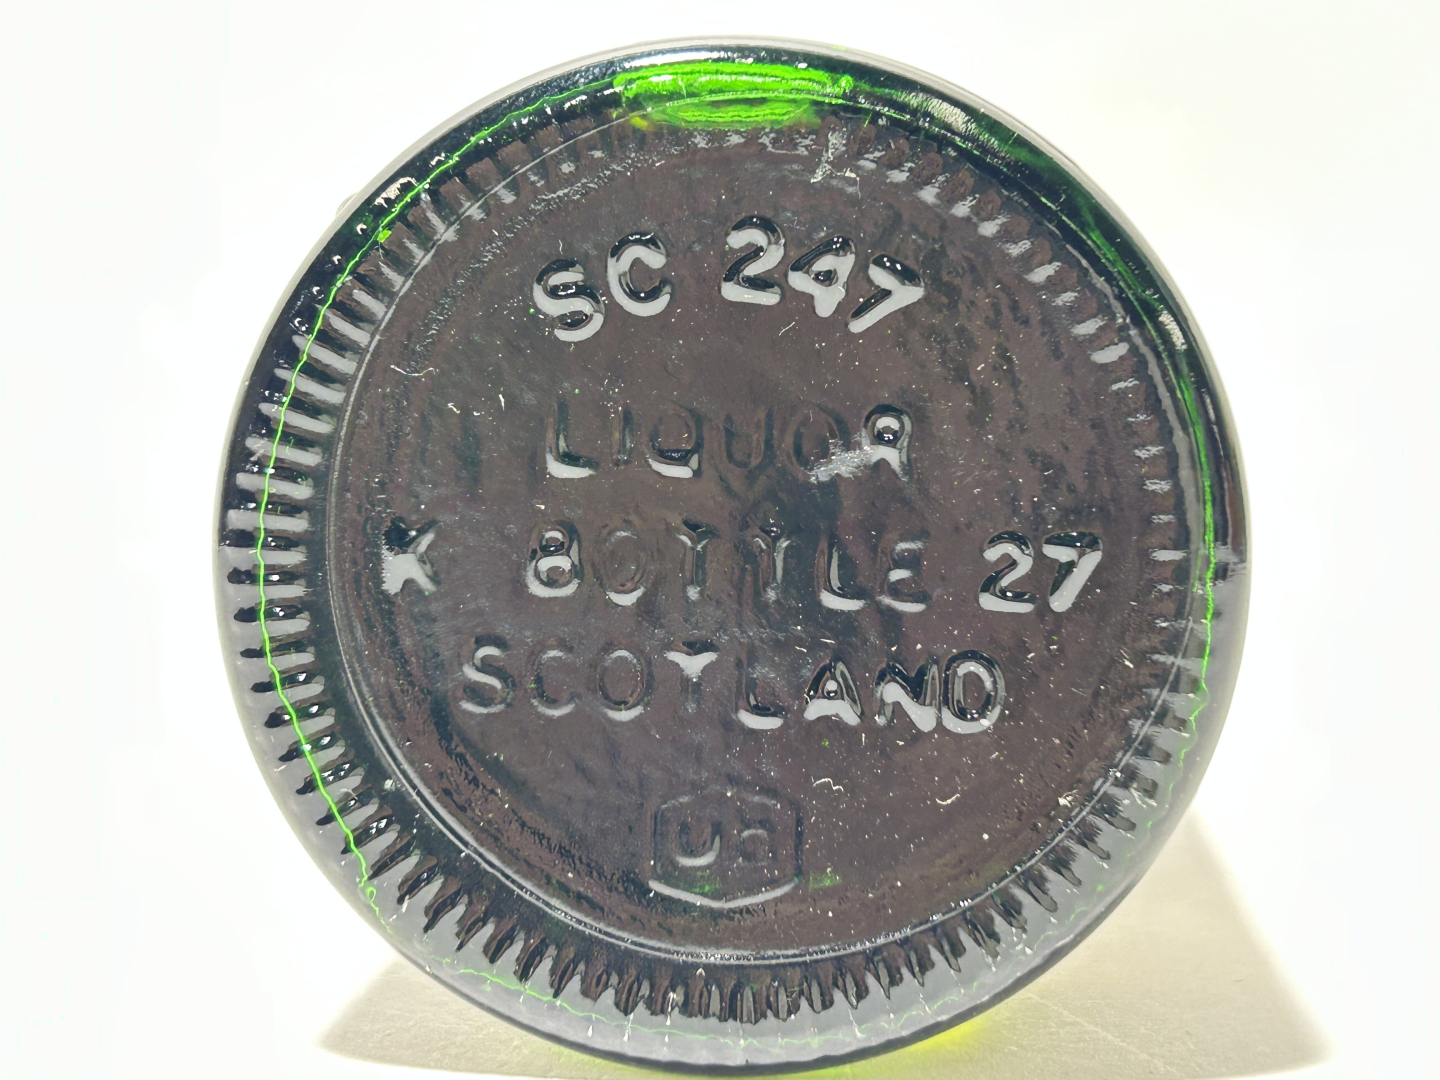 SC 247
LIQUOR
K BOTTLE 27
SCOTLAND
UG